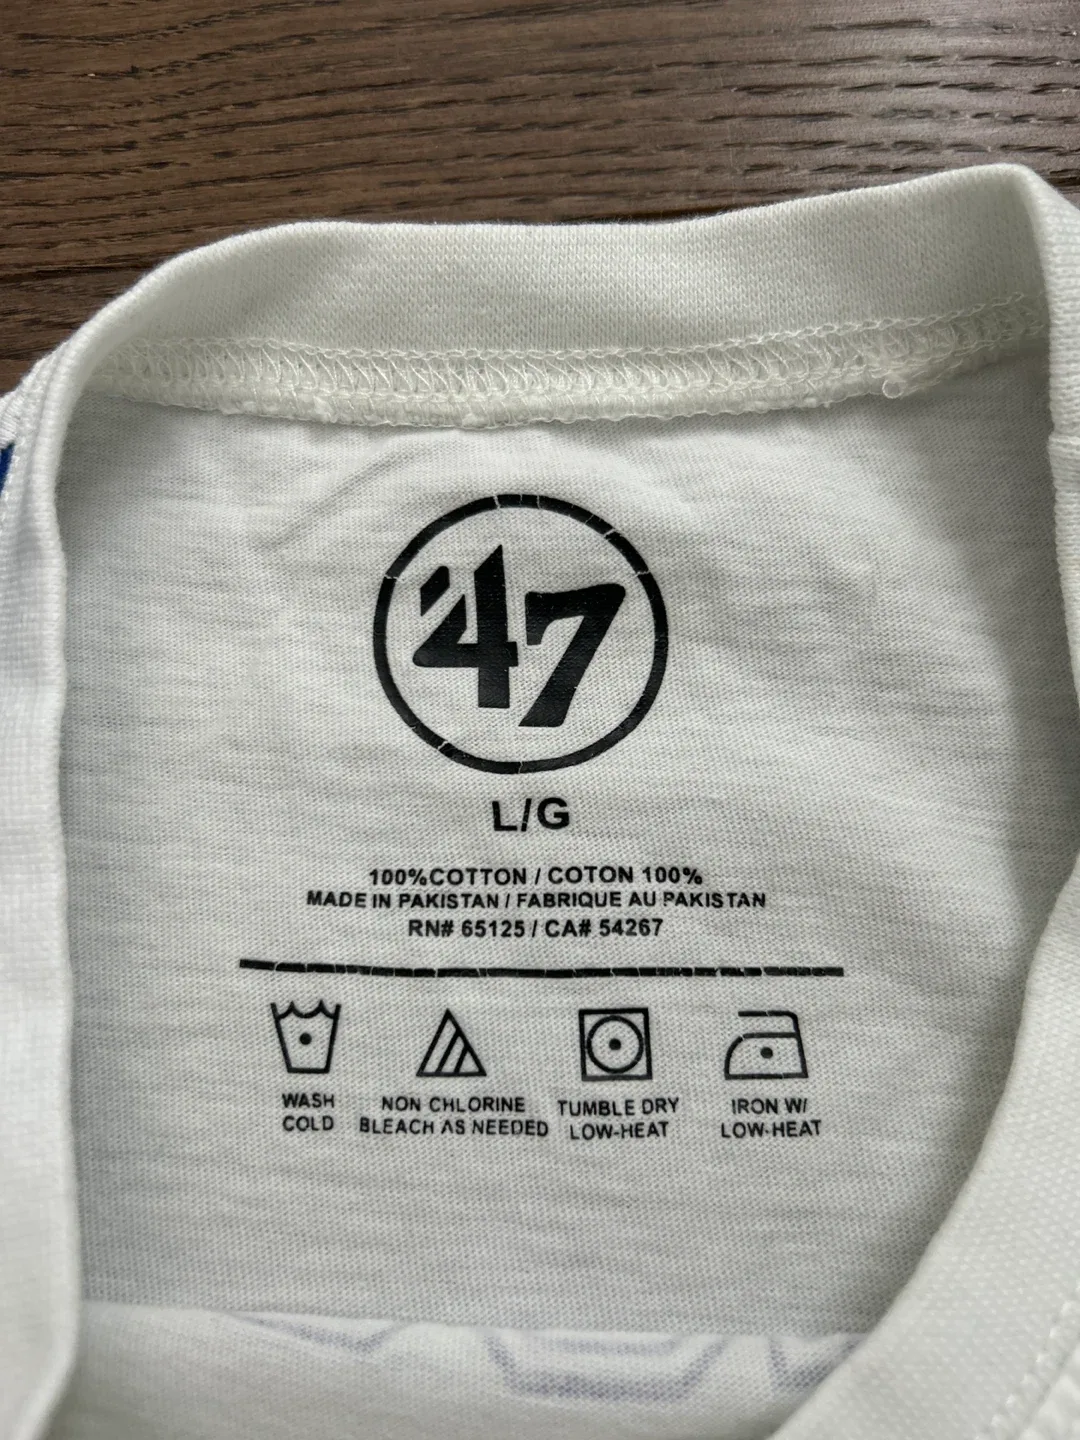 '47
L/G
100%COTTON / COTON 100%
MADE IN PAKISTAN / FABRIQUE AU PAKISTAN
RN# 65125 / CA# 54267
WASH
COLD
NON CHLORINE
BLEACH AS NEEDED
TUMBLE DRY
LOW-HEAT
IRON W/
LOW-HEAT